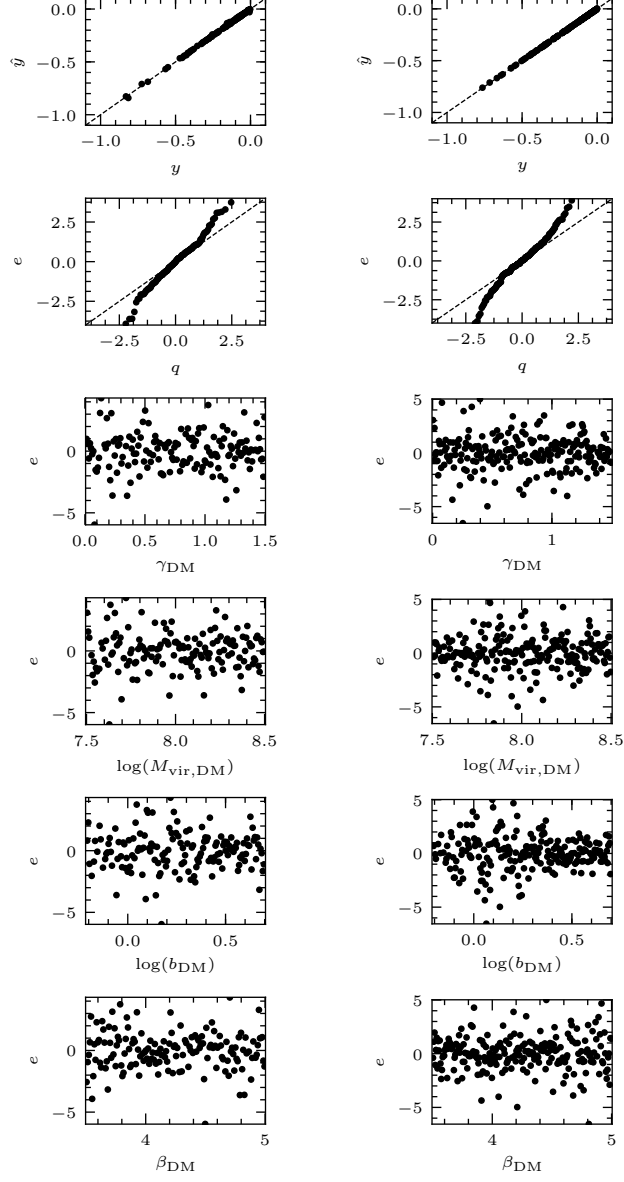 0.0 0.0
ŷ −0.5 ŷ −0.5
−1.0 −1.0
−1.0 −0.5 0.0 −1.0 −0.5 0.0
y y
2.5 2.5
e 0.0 e 0.0
−2.5 −2.5
−2.5 0.0 2.5 −2.5 0.0 2.5
q q
5
e 0 e 0
−5 −5
0.0 0.5 1.0 1.5 0 1
γDM γDM
5
e 0 e 0
−5 −5
7.5 8.0 8.5 7.5 8.0 8.5
log(Mvir,DM) log(Mvir,DM)
5
e 0 e 0
−5 −5
0.0 0.5 0.0 0.5
log(bDM) log(bDM)
5
e 0 e 0
−5 −5
4 5 4 5
βDM βDM